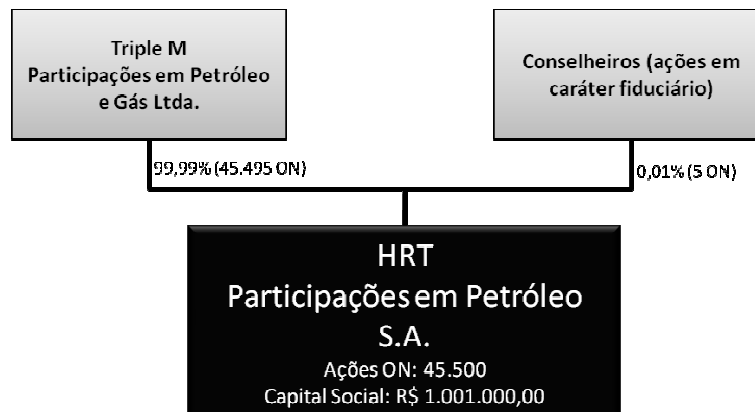 Triple M
Participações em Petróleo
e Gás Ltda.
Conselheiros (ações em
caráter fiduciário)
99,99% (45.495 ON)
0,01% (5 ON)
HRT
Participações em Petróleo
S.A.
Ações ON: 45.500
Capital Social: R$ 1.001.000,00